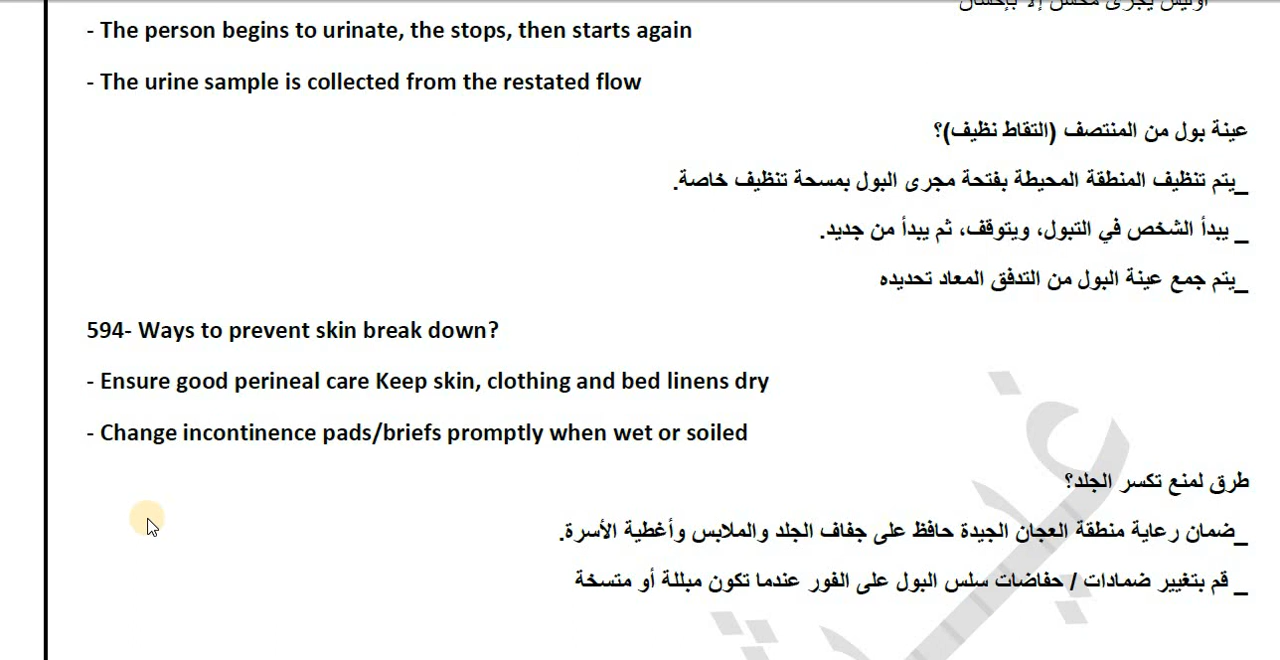 - The person begins to urinate, the stops, then starts again
- The urine sample is collected from the restated flow
عينة بول من المنتصف (التقاط نظيف)؟
_يتم تنظيف المنطقة المحيطة بفتحة مجرى البول بمسحة تنظيف خاصة.
_ يبدأ الشخص في التبول، ويتوقف، ثم يبدأ من جديد.
_يتم جمع عينة البول من التدفق المعاد تحديده
594- Ways to prevent skin break down?
- Ensure good perineal care Keep skin, clothing and bed linens dry
- Change incontinence pads/briefs promptly when wet or soiled
طرق لمنع تكسر الجلد؟
_ضمان رعاية منطقة العجان الجيدة حافظ على جفاف الجلد والملابس وأغطية الأسرة.
_ قم بتغيير ضمادات / حفاضات سلس البول على الفور عندما تكون مبللة أو متسخة